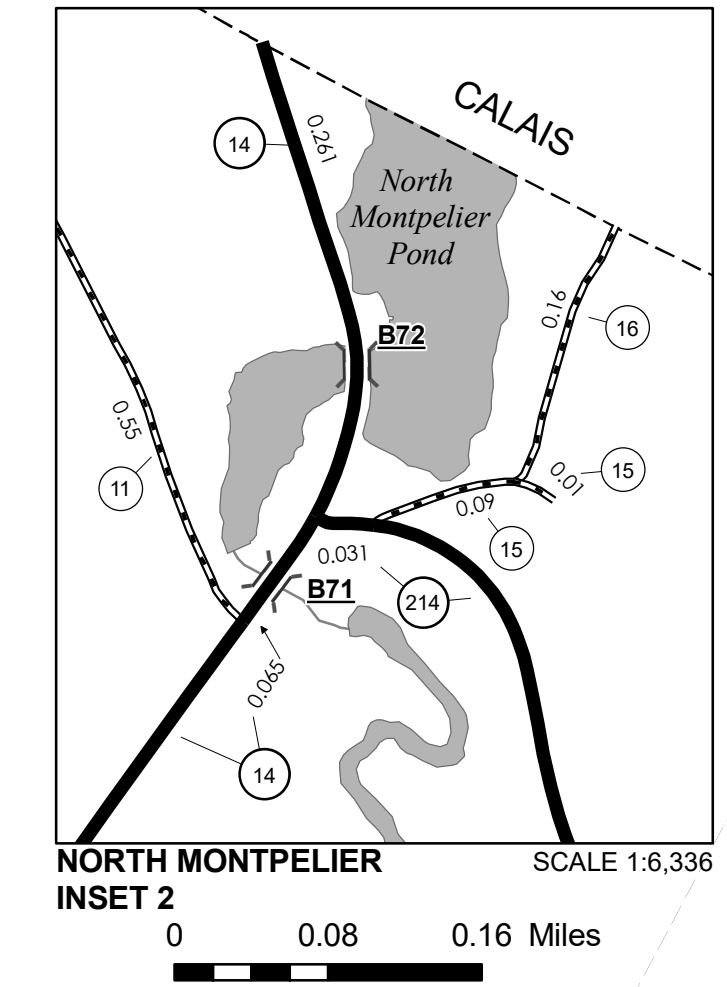 CALAIS
0.261
14
North
Montpelier
Pond
0.16
16
B72
0.55
11
0.01
15
0.09
15
0.031
B71
214
0.065
14
NORTH MONTPELIER
SCALE 1:6,336
INSET 2
0 0.08 0.16 Miles